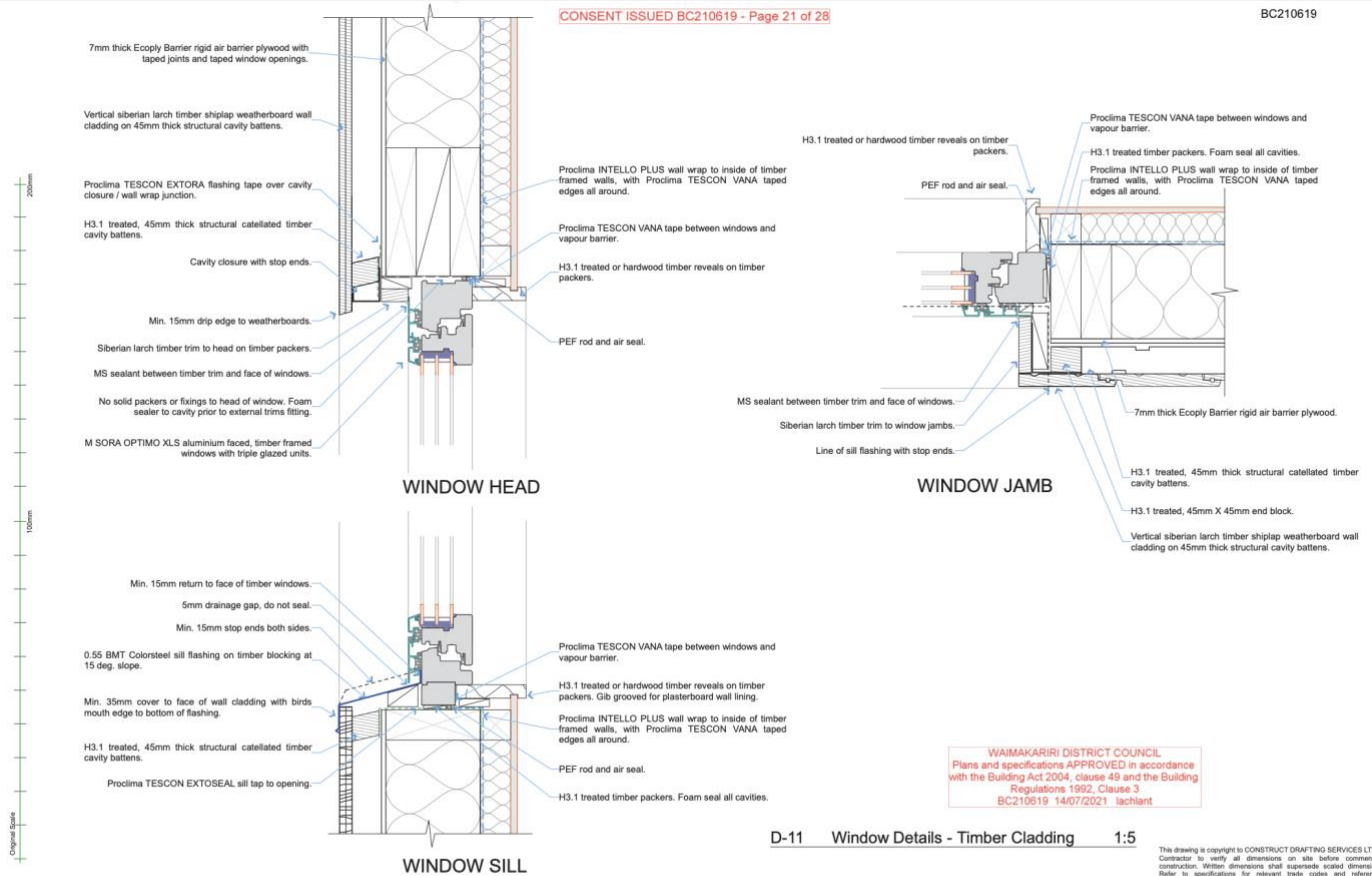 CONSENT ISSUED BC210619 - Page 21 of 28
BC210619
7mm thick Ecoply Barrier rigid air barrier plywood with
taped joints and taped window openings.
Vertical siberian larch timber shiplap weatherboard wall
cladding on 45mm thick structural cavity battens.
Proclima TESCON EXTORA flashing tape over cavity
closure / wall wrap junction.
H3.1 treated, 45mm thick structural catellated timber
cavity battens.
Cavity closure with stop ends.
Min. 15mm drip edge to weatherboards.
Siberian larch timber trim to head on timber packers.
MS sealant between timber trim and face of windows.
No solid packers or fixings to head of window. Foam
sealer to cavity prior to external trims fitting.
M SORA OPTIMO XLS aluminium faced, timber framed
windows with triple glazed units.
Proclima INTELLO PLUS wall wrap to inside of timber
framed walls, with Proclima TESCON VANA taped
edges all around.
Proclima TESCON VANA tape between windows and
vapour barrier.
H3.1 treated or hardwood timber reveals on timber
packers.
PEF rod and air seal.
WINDOW HEAD
H3.1 treated or hardwood timber reveals on timber
packers.
PEF rod and air seal.
Proclima TESCON VANA tape between windows and
vapour barrier.
H3.1 treated timber packers. Foam seal all cavities.
Proclima INTELLO PLUS wall wrap to inside of timber
framed walls, with Proclima TESCON VANA taped
edges all around.
MS sealant between timber trim and face of windows.
Siberian larch timber trim to window jambs.
Line of sill flashing with stop ends.
7mm thick Ecoply Barrier rigid air barrier plywood.
H3.1 treated, 45mm thick structural catellated timber
cavity battens.
H3.1 treated, 45mm X 45mm end block.
Vertical siberian larch timber shiplap weatherboard wall
cladding on 45mm thick structural cavity battens.
WINDOW JAMB
Min. 15mm return to face of timber windows.
5mm drainage gap, do not seal.
Min. 15mm stop ends both sides.
0.55 BMT Colorsteel sill flashing on timber blocking at
15 deg. slope.
Min. 35mm cover to face of wall cladding with birds
mouth edge to bottom of flashing.
H3.1 treated, 45mm thick structural catellated timber
cavity battens.
Proclima TESCON EXTOSEAL sill tap to opening.
Proclima TESCON VANA tape between windows and
vapour barrier.
H3.1 treated or hardwood timber reveals on timber
packers. Gib grooved for plasterboard wall lining.
Proclima INTELLO PLUS wall wrap to inside of timber
framed walls, with Proclima TESCON VANA taped
edges all around.
PEF rod and air seal.
H3.1 treated timber packers. Foam seal all cavities.
WINDOW SILL
200mm
100mm
Original Scale
WAIMAKARIRI DISTRICT COUNCIL
Plans and specifications APPROVED in accordance
with the Building Act 2004, clause 49 and the Building
Regulations 1992, Clause 3
BC210619 14/07/2021 lachlant
D-11 Window Details - Timber Cladding 1:5
This drawing is copyright to CONSTRUCT DRAFTING SERVICES LT
Contractor to verify all dimensions on site before commen
construction. Written dimensions shall supersede scaled dimensi
Refer to specifications for relevant trade codes and referen